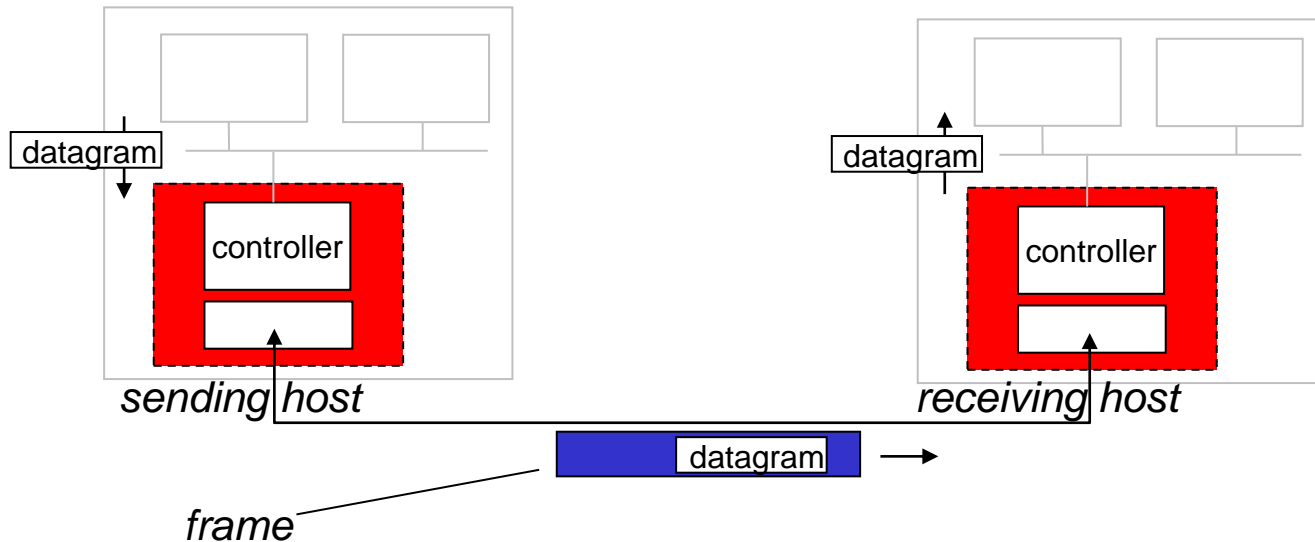 datagram
datagram
controller
controller
sending host
receiving host
datagram
frame